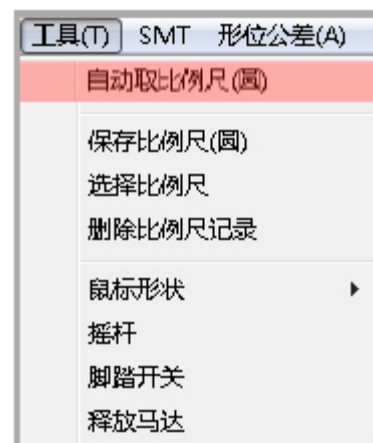 工具(T) SMT 形位公差(A)
自动取比例尺(圆)
保存比例尺(圆)
选择比例尺
删除比例尺记录
鼠标形状
摇杆
脚踏开关
释放马达